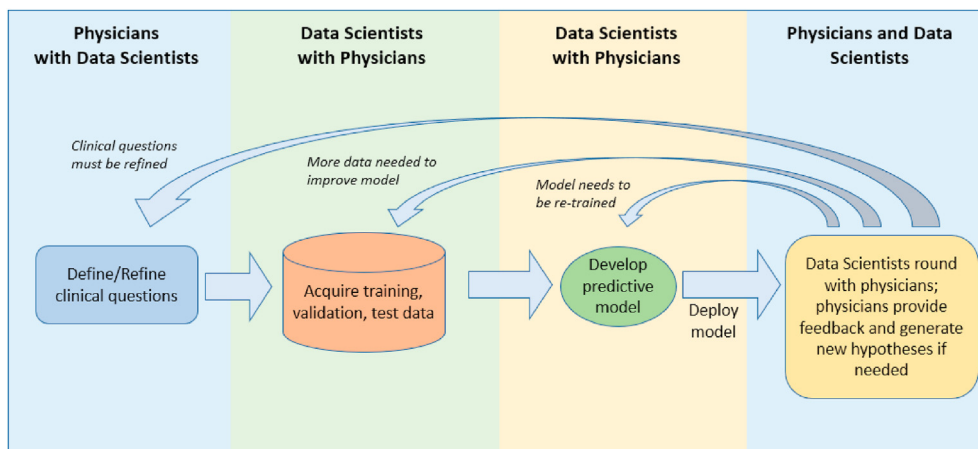 Physicians
with Data Scientists
Data Scientists
with Physicians
Data Scientists
with Physicians
Physicians and Data
Scientists
Clinical questions
must be refined
More data needed to
improve model
Model needs to
be re-trained
Define/Refine
clinical questions
Acquire training,
validation, test data
Develop
predictive
model
Deploy
model
Data Scientists round
with physicians;
physicians provide
feedback and generate
new hypotheses if
needed